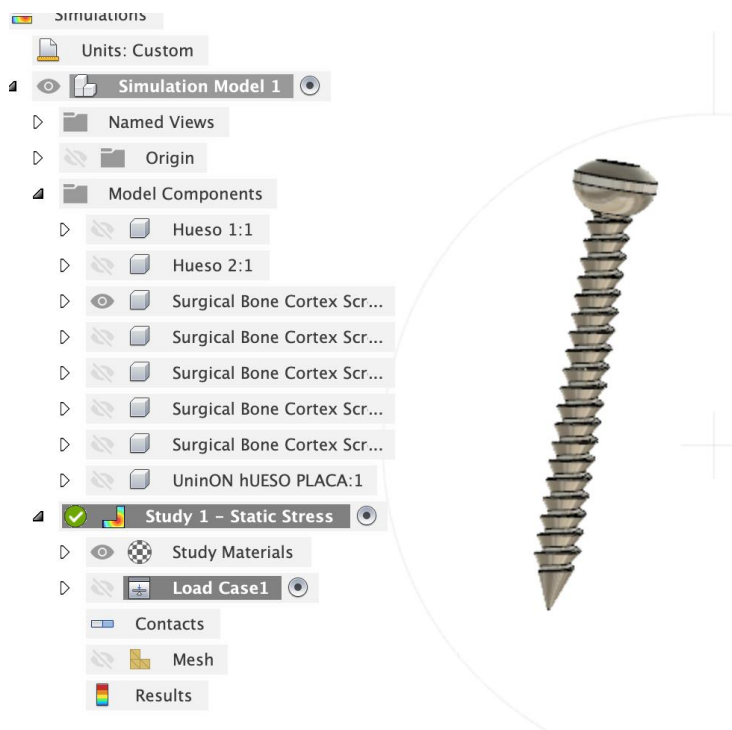 Simulations
Units: Custom
Simulation Model 1
Named Views
Origin
Model Components
Hueso 1:1
Hueso 2:1
Surgical Bone Cortex Scr...
Surgical Bone Cortex Scr...
Surgical Bone Cortex Scr...
Surgical Bone Cortex Scr...
Surgical Bone Cortex Scr...
UninON hUESO PLACA:1
Study 1 – Static Stress
Study Materials
Load Case1
Contacts
Mesh
Results